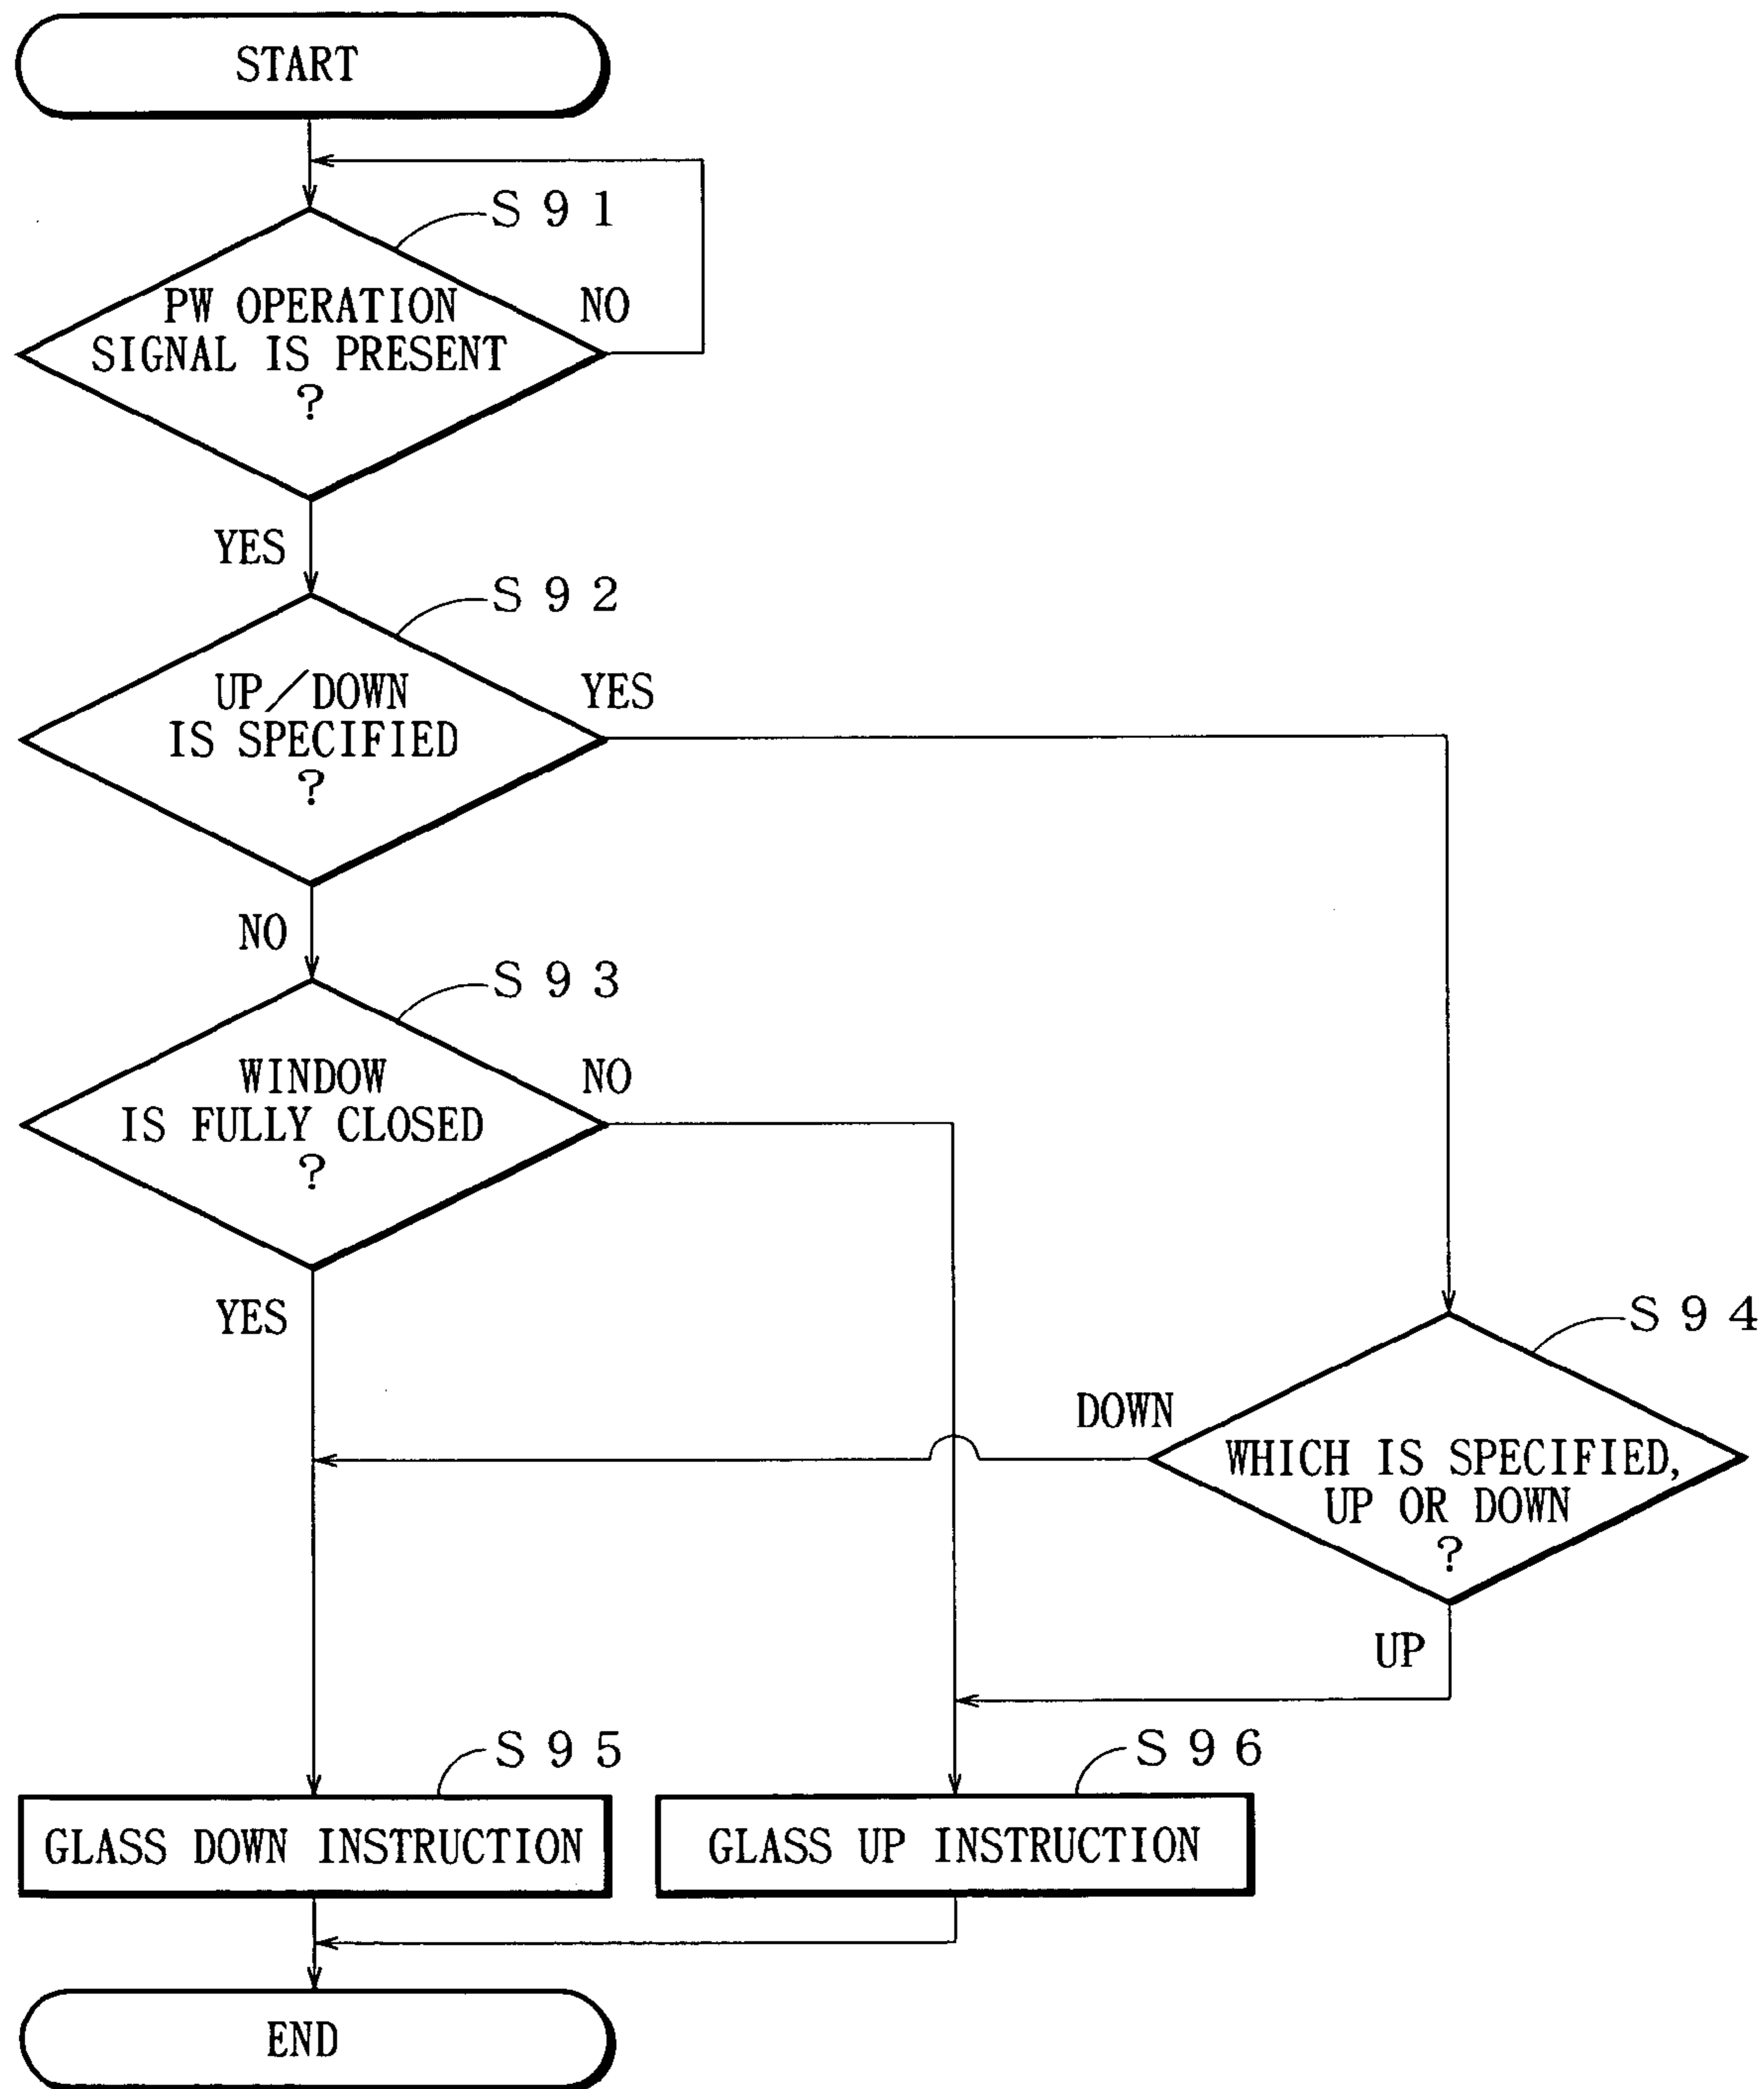 START
S91
PW OPERATION
SIGNAL IS PRESENT
?
NO
YES
S92
UP/DOWN
IS SPECIFIED
?
YES
NO
S93
WINDOW
IS FULLY CLOSED
?
NO
YES
S94
WHICH IS SPECIFIED,
UP OR DOWN
?
DOWN
UP
S95
GLASS DOWN INSTRUCTION
S96
GLASS UP INSTRUCTION
END